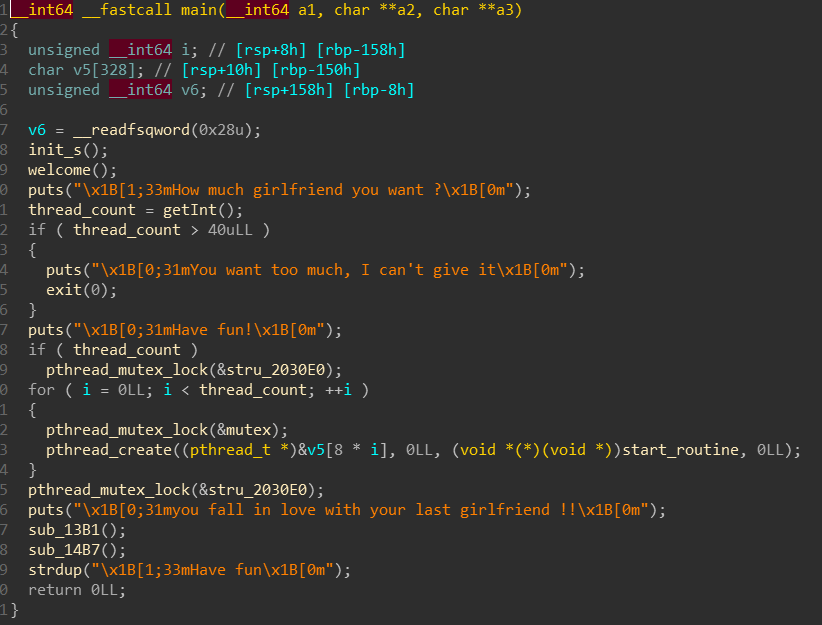 1 __int64 __fastcall main(__int64 a1, char **a2, char **a3)
2 {
3   unsigned __int64 i; // [rsp+8h] [rbp-158h]
4   char v5[328]; // [rsp+10h] [rbp-150h]
5   unsigned __int64 v6; // [rsp+158h] [rbp-8h]
6
7   v6 = __readfsqword(0x28u);
8   init_s();
9   welcome();
0   puts("\x1B[1;33mHow much girlfriend you want ?\x1B[0m");
1   thread_count = getInt();
2   if ( thread_count > 40uLL )
3   {
4     puts("\x1B[0;31mYou want too much, I can't give it\x1B[0m");
5     exit(0);
6   }
7   puts("\x1B[0;31mHave fun!\x1B[0m");
8   if ( thread_count )
9     pthread_mutex_lock(&stru_2030E0);
0   for ( i = 0LL; i < thread_count; ++i )
1   {
2     pthread_mutex_lock(&mutex);
3     pthread_create((pthread_t *)&v5[8 * i], 0LL, (void *(*)(void *))start_routine, 0LL);
4   }
5   pthread_mutex_lock(&stru_2030E0);
6   puts("\x1B[0;31myou fall in love with your last girlfriend !!\x1B[0m");
7   sub_13B1();
8   sub_14B7();
9   strdup("\x1B[1;33mHave fun\x1B[0m");
0   return 0LL;
1 }